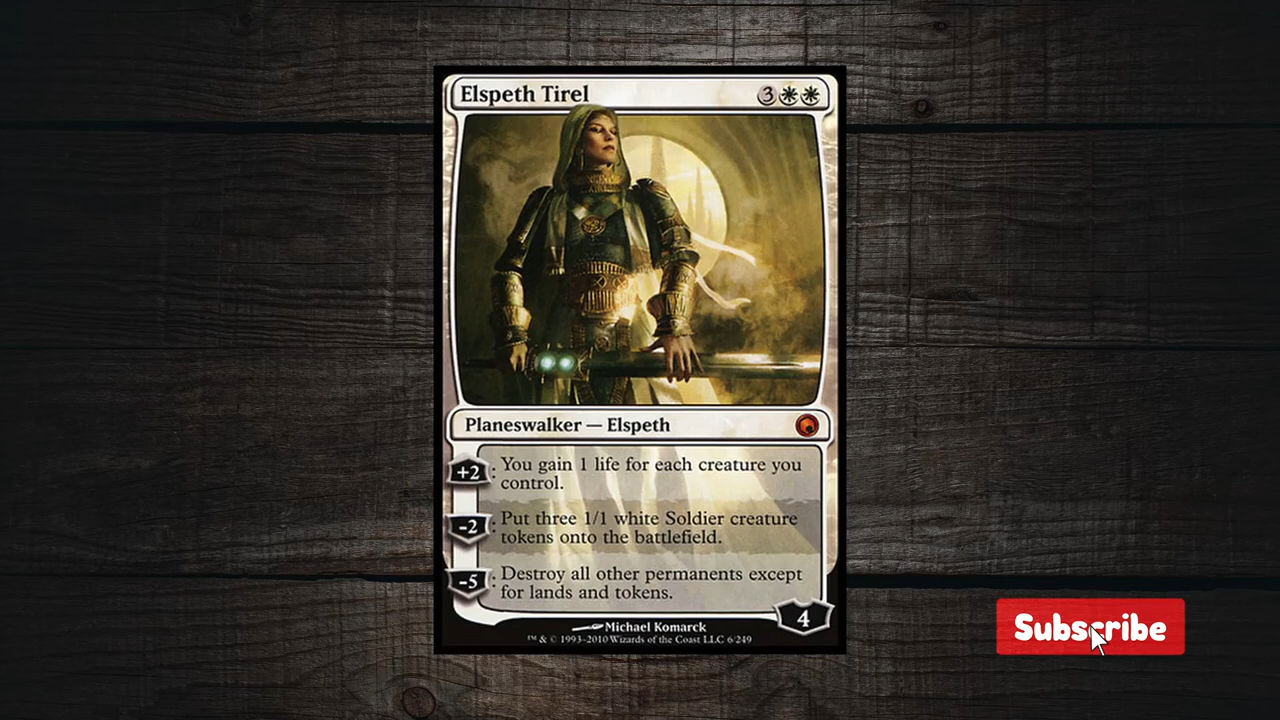 Elspeth Tirel 3
Planeswalker — Elspeth
+2: You gain 1 life for each creature you
control.
-2: Put three 1/1 white Soldier creature
tokens onto the battlefield.
-5: Destroy all other permanents except
for lands and tokens.
4
Michael Komarck
™ & © 1993-2010 Wizards of the Coast LLC 6/249
Subscribe